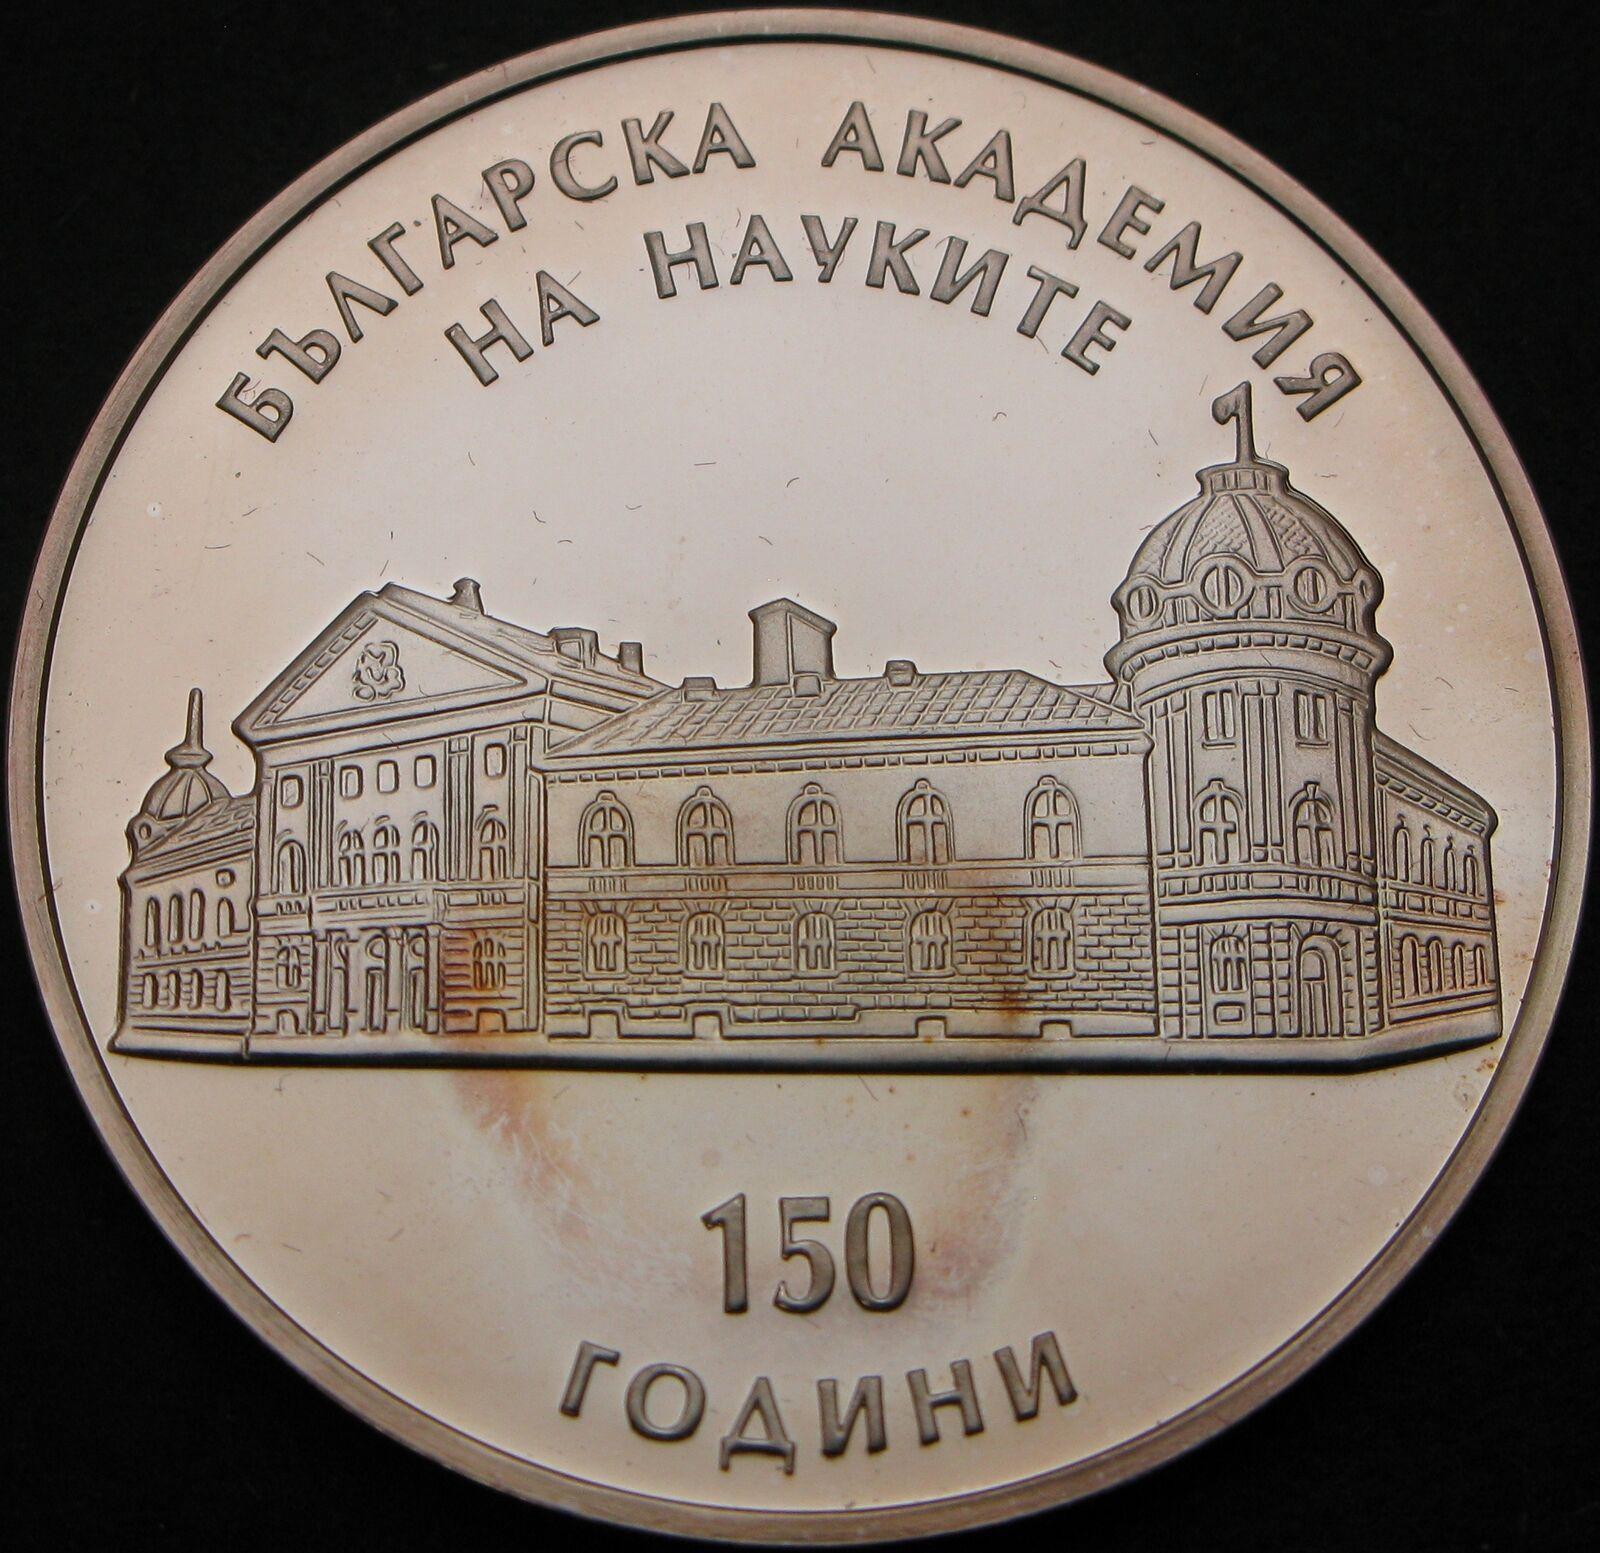 БЪЛГАРСКА АКАДЕМИЯ
НА НАУКИТЕ
150
ГОДИНИ